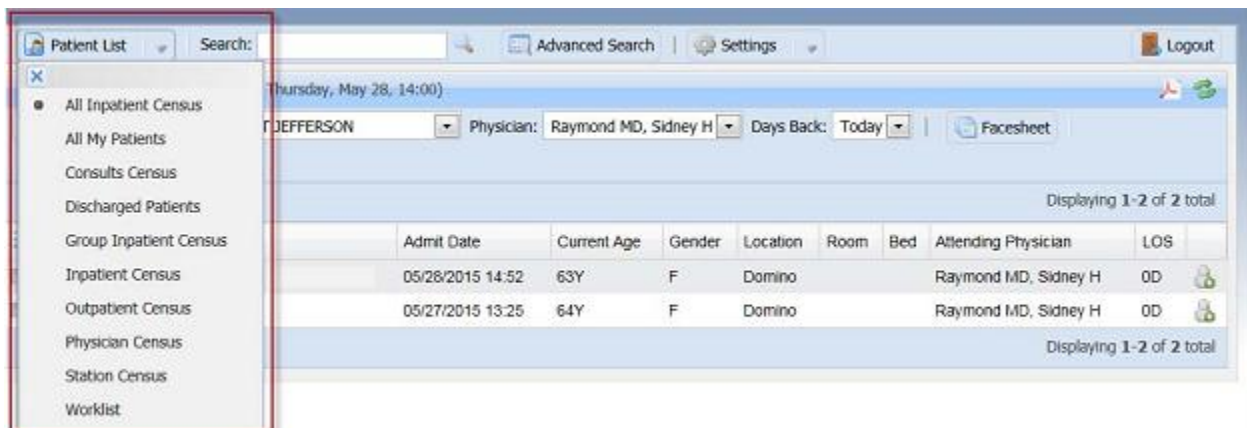 Patient List Search: Advanced Search | Settings Logout
All Inpatient Census
All My Patients
Consults Census
Discharged Patients
Group Inpatient Census
Inpatient Census
Outpatient Census
Physician Census
Station Census
Worklist
Thursday, May 28, 14:00)
JEFFERSON Physician: Raymond MD, Sidney H Days Back: Today | Facesheet
Displaying 1-2 of 2 total
Admit Date Current Age Gender Location Room Bed Attending Physician LOS
05/28/2015 14:52 63Y F Domino Raymond MD, Sidney H 0D
05/27/2015 13:25 64Y F Domino Raymond MD, Sidney H 0D
Displaying 1-2 of 2 total